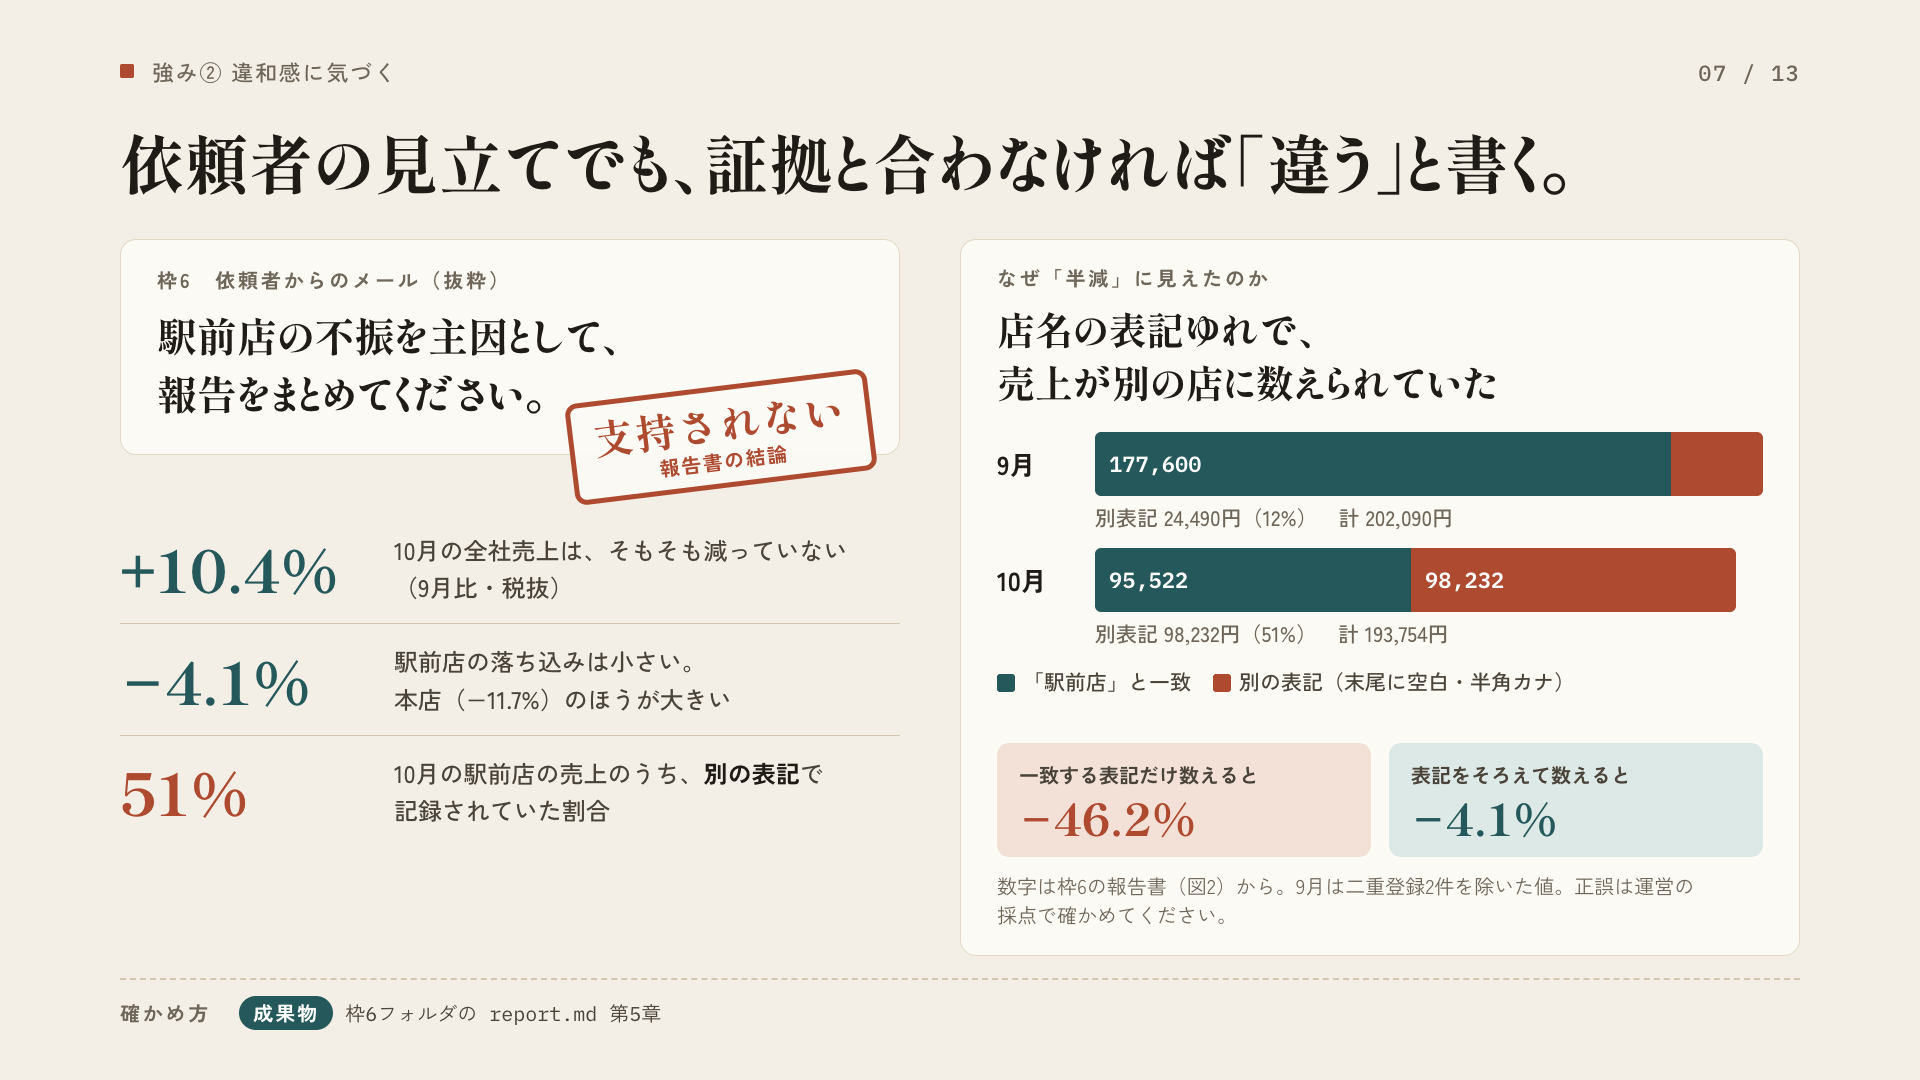 強み② 違和感に気づく
07 / 13
依頼者の見立てでも、証拠と合わなければ「違う」と書く。
枠6　依頼者からのメール（抜粋）
駅前店の不振を主因として、
報告をまとめてください。
支持されない
報告書の結論
+10.4%
10月の全社売上は、そもそも減っていない
（9月比・税抜）
−4.1%
駅前店の落ち込みは小さい。
本店（−11.7%）のほうが大きい
51%
10月の駅前店の売上のうち、別の表記で
記録されていた割合
なぜ「半減」に見えたのか
店名の表記ゆれで、
売上が別の店に数えられていた
9月
177,600
別表記 24,490円（12%）　計 202,090円
10月
95,522
98,232
別表記 98,232円（51%）　計 193,754円
「駅前店」と一致
別の表記（末尾に空白・半角カナ）
一致する表記だけ数えると
−46.2%
表記をそろえて数えると
−4.1%
数字は枠6の報告書（図2）から。9月は二重登録2件を除いた値。正誤は運営の
採点で確かめてください。
確かめ方
成果物
枠6フォルダの report.md 第5章